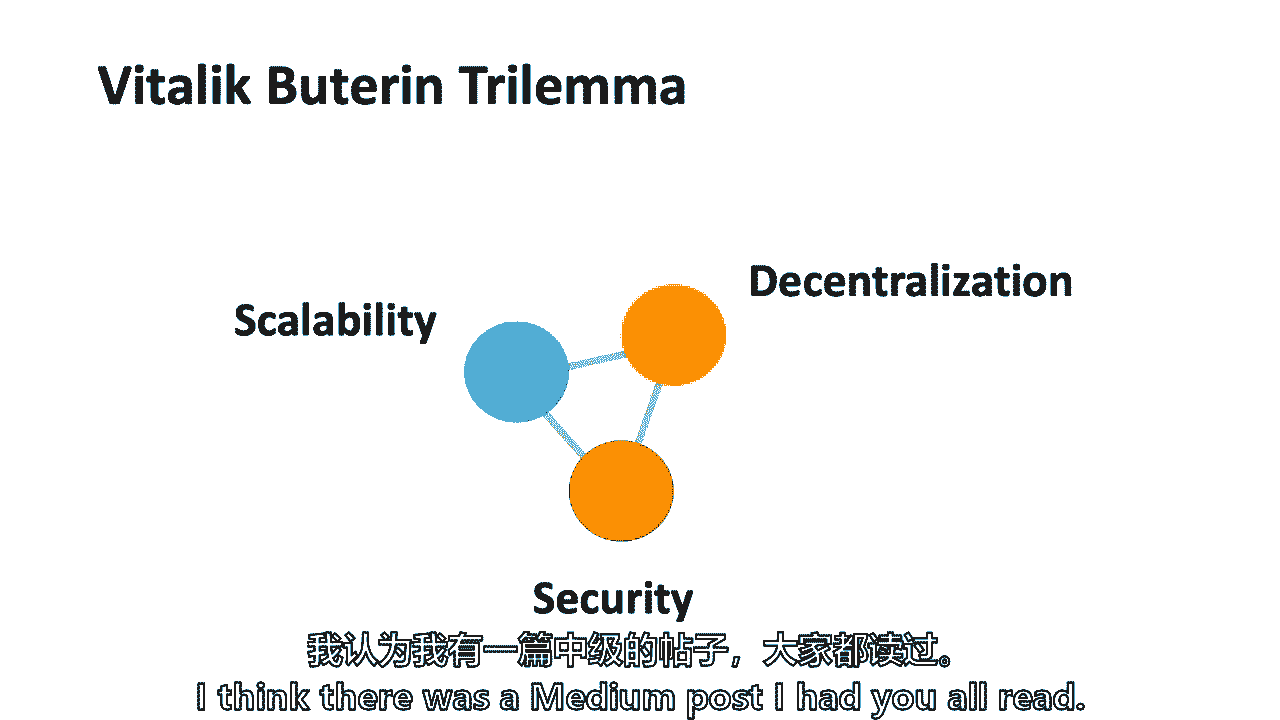 Vitalik Buterin Trilemma
Decentralization
Scalability
Security
我认为我有一篇中级的帖子，大家都读过。
I think there was a Medium post I had you all read.